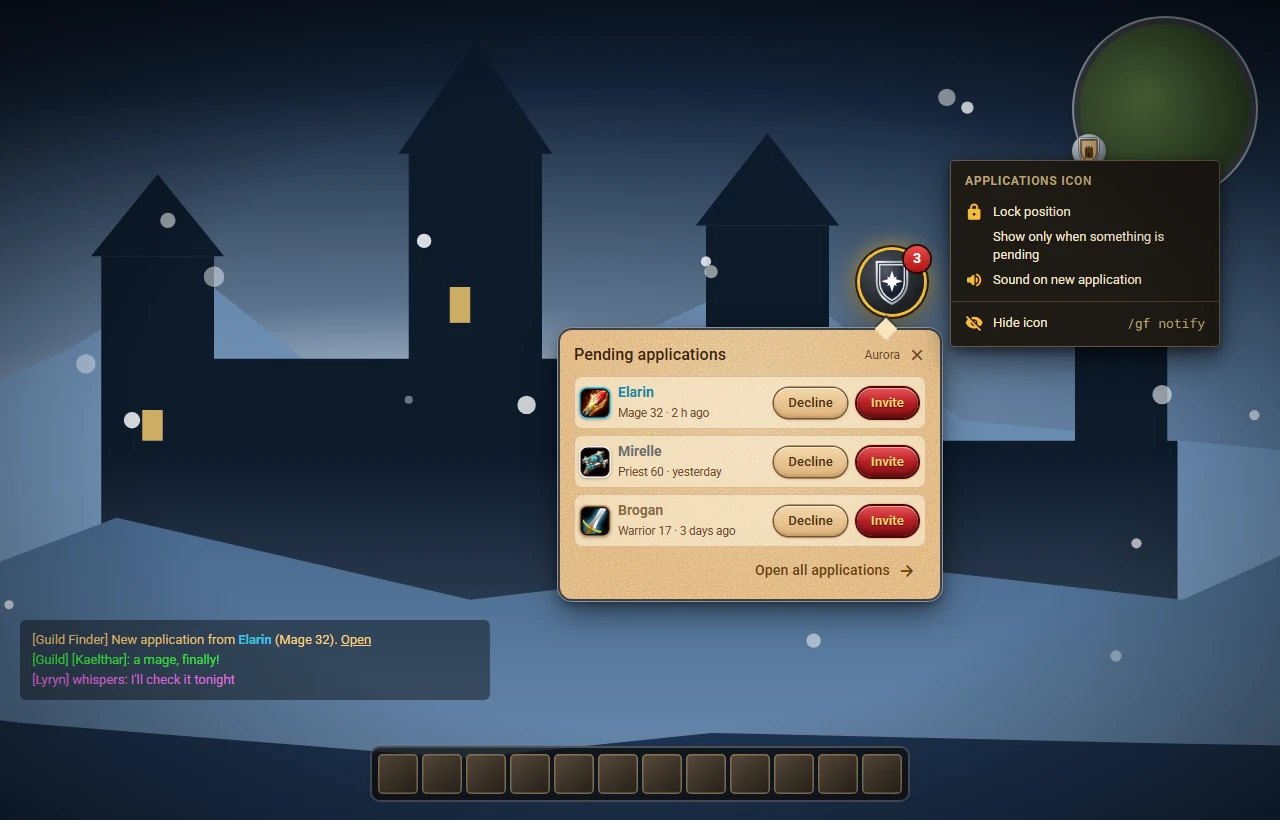 APPLICATIONS ICON
Lock position
Show only when something is
pending
Sound on new application
Hide icon /gf notify
3
Pending applications Aurora
Elarin
Mage 32 · 2 h ago
Decline Invite
Mirelle
Priest 60 · yesterday
Decline Invite
Brogan
Warrior 17 · 3 days ago
Decline Invite
Open all applications
[Guild Finder] New application from Elarin (Mage 32). Open
[Guild] [Kaelthar]: a mage, finally!
[Lyryn] whispers: I'll check it tonight